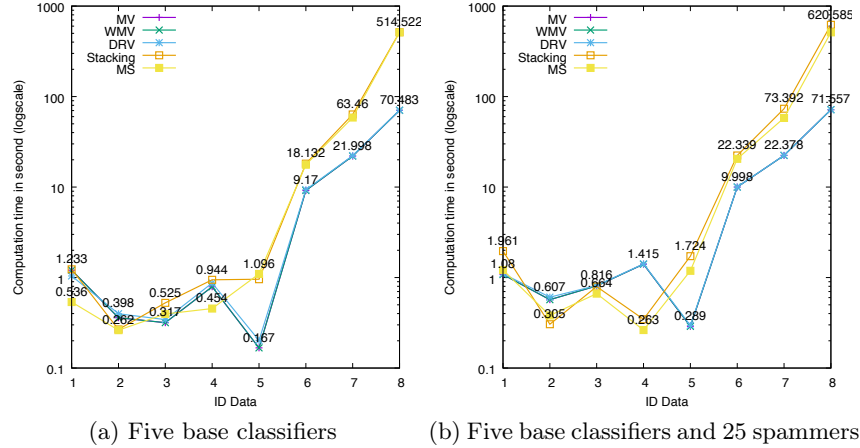 Computation time in second (logscale)
1000
100
10
1
0.1
MV
WMV
DRV
Stacking
MS
1.233
0.536
0.398
0.262
0.525
0.317
0.944
0.454
1.096
0.167
18.132
9.17
63.46
21.998
514.522
70.483
1 2 3 4 5 6 7 8
ID Data
(a) Five base classifiers
Computation time in second (logscale)
1000
100
10
1
0.1
MV
WMV
DRV
Stacking
MS
1.961
1.08
0.607
0.305
0.816
0.664
1.415
0.263
1.724
0.289
22.339
9.998
73.392
22.378
620.585
71.557
1 2 3 4 5 6 7 8
ID Data
(b) Five base classifiers and 25 spammers